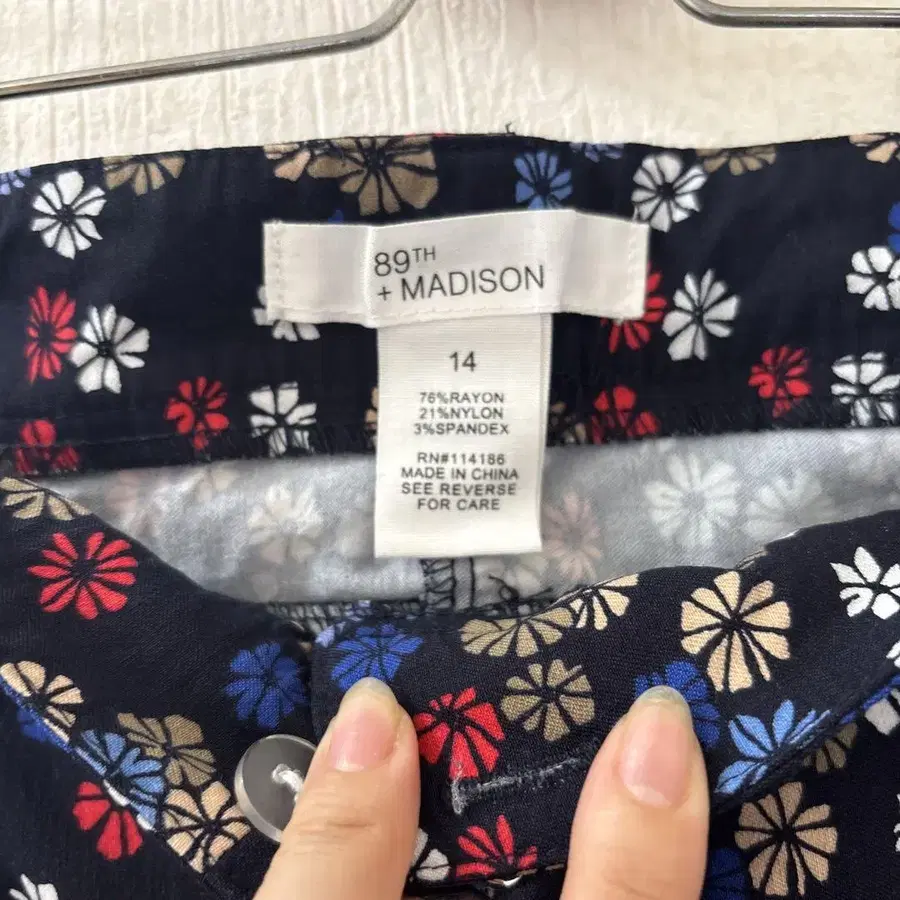 89TH
+ MADISON
14
76%RAYON
21%NYLON
3%SPANDEX
RN#114186
MADE IN CHINA
SEE REVERSE
FOR CARE